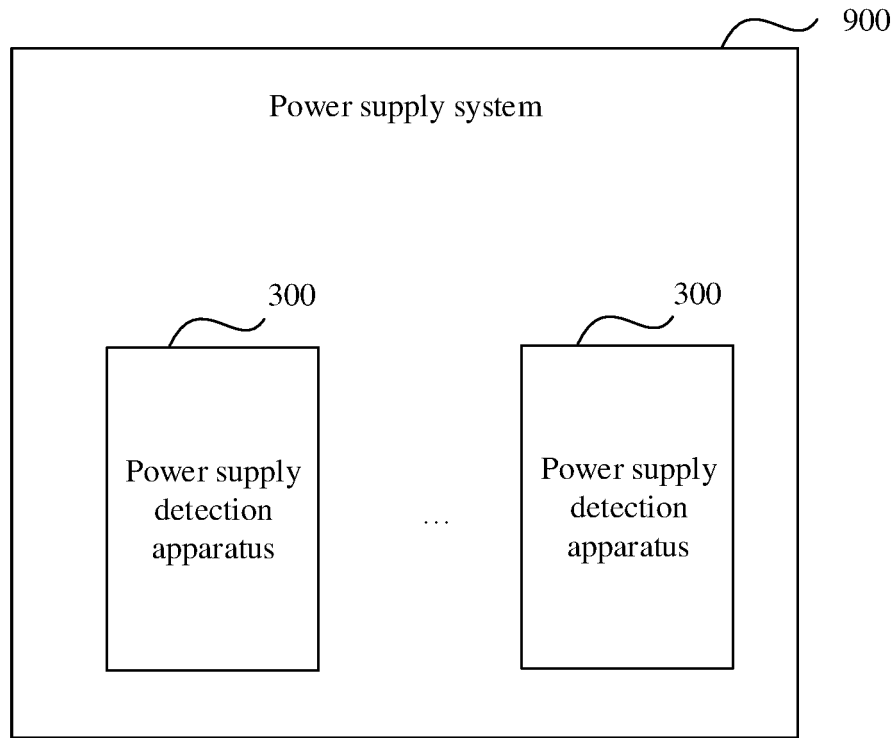 900
Power supply system
300
300
Power supply
detection
apparatus
...
Power supply
detection
apparatus